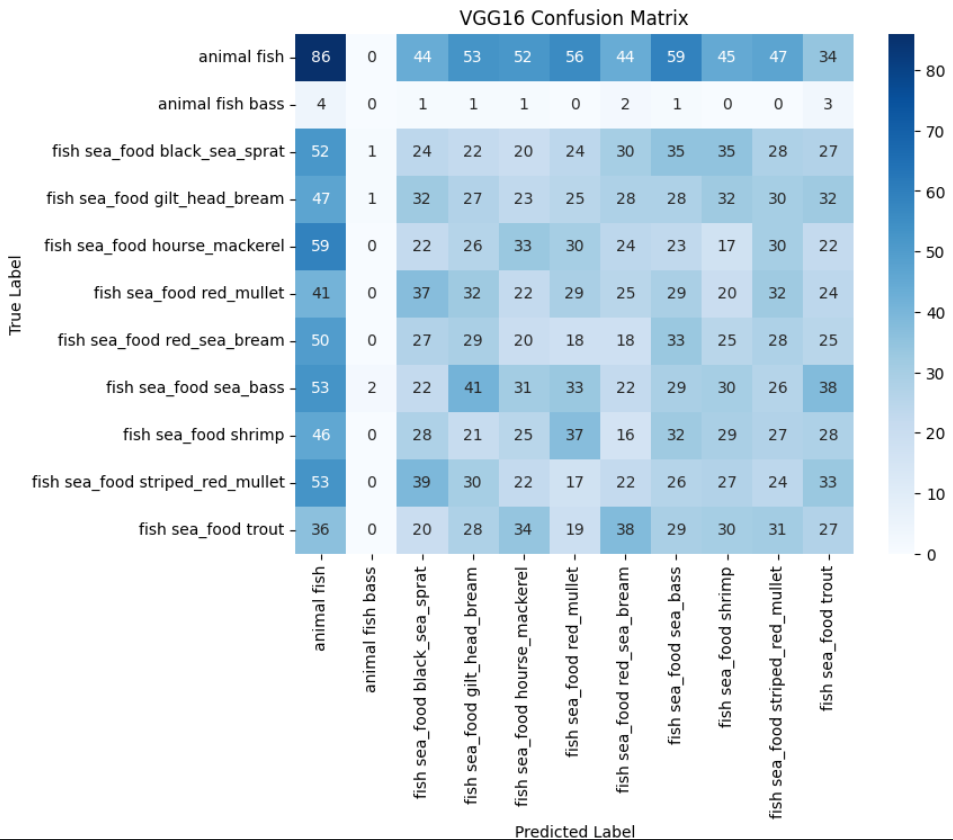 VGG16 Confusion Matrix
animal fish 86 0 44 53 52 56 44 59 45 47 34
animal fish bass 4 0 1 1 1 0 2 1 0 0 3
fish sea_food black_sea_sprat 52 1 24 22 20 24 30 35 35 28 27
fish sea_food gilt_head_bream 47 1 32 27 23 25 28 28 32 30 32
fish sea_food hourse_mackerel 59 0 22 26 33 30 24 23 17 30 22
fish sea_food red_mullet 41 0 37 32 22 29 25 29 20 32 24
fish sea_food red_sea_bream 50 0 27 29 20 18 18 33 25 28 25
fish sea_food sea_bass 53 2 22 41 31 33 22 29 30 26 38
fish sea_food shrimp 46 0 28 21 25 37 16 32 29 27 28
fish sea_food striped_red_mullet 53 0 39 30 22 17 22 26 27 24 33
fish sea_food trout 36 0 20 28 34 19 38 29 30 31 27
True Label
animal fish
animal fish bass
fish sea_food black_sea_sprat
fish sea_food gilt_head_bream
fish sea_food hourse_mackerel
fish sea_food red_mullet
fish sea_food red_sea_bream
fish sea_food sea_bass
fish sea_food shrimp
fish sea_food striped_red_mullet
fish sea_food trout
Predicted Label
80
70
60
50
40
30
20
10
0